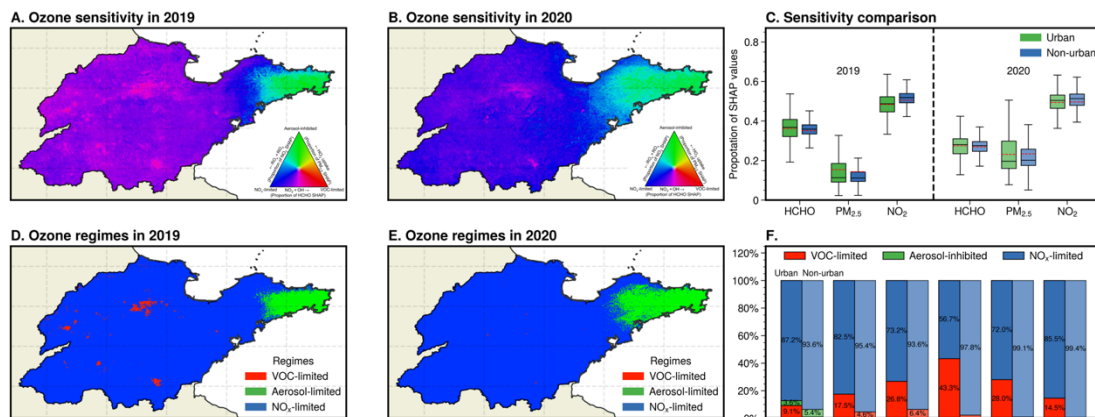 A. Ozone sensitivity in 2019
B. Ozone sensitivity in 2020
C. Sensitivity comparison
Aerosol-inhibited
NOx-limited
VOC-limited
NO2 + OH →
(Proportion of HCHO SHAP)
Aerosol-inhibited
NOx-limited
VOC-limited
NO2 + OH →
(Proportion of HCHO SHAP)
Propotation of SHAP values
0.8
0.6
0.4
0.2
0
Urban
Non-urban
2019
2020
HCHO
PM2.5
NO2
HCHO
PM2.5
NO2
D. Ozone regimes in 2019
Regimes
VOC-limited
Aerosol-limited
NOx-limited
E. Ozone regimes in 2020
Regimes
VOC-limited
Aerosol-limited
NOx-limited
F.
VOC-limited
Aerosol-inhibited
NOx-limited
120%
100%
80%
60%
40%
20%
0%
Urban Non-urban
87.2% 93.6% 82.5% 95.4% 73.2% 93.6% 56.7% 97.8% 72.0% 99.1% 85.5% 99.4%
9.1% 5.4% 17.5% 4.6% 26.8% 6.4% 43.3% 28.0% 14.5%